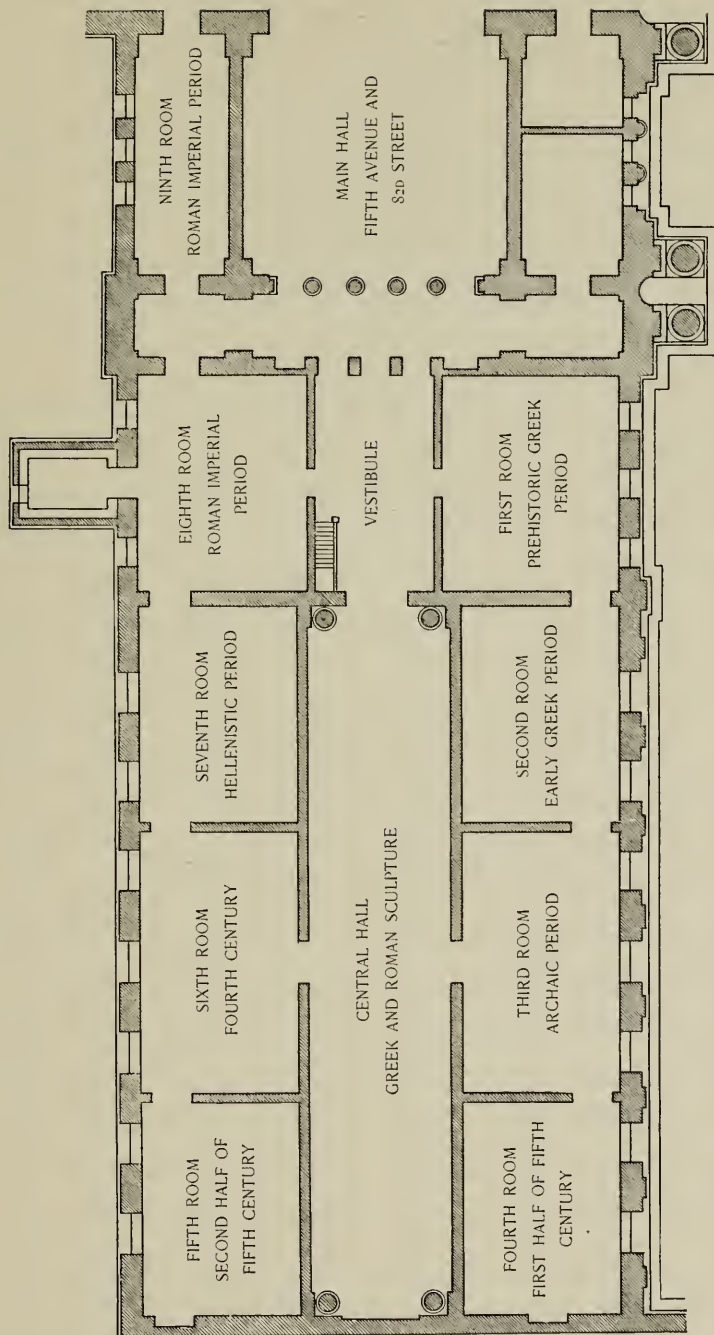 NINTH ROOM
ROMAN IMPERIAL PERIOD
MAIN HALL
FIFTH AVENUE AND
82D STREET
EIGHTH ROOM
ROMAN IMPERIAL
PERIOD
VESTIBULE
FIRST ROOM
PREHISTORIC GREEK
PERIOD
SEVENTH ROOM
HELLENISTIC PERIOD
SECOND ROOM
EARLY GREEK PERIOD
SIXTH ROOM
FOURTH CENTURY
CENTRAL HALL
GREEK AND ROMAN SCULPTURE
THIRD ROOM
ARCHAIC PERIOD
FIFTH ROOM
SECOND HALF OF
FIFTH CENTURY
FOURTH ROOM
FIRST HALF OF FIFTH
CENTURY